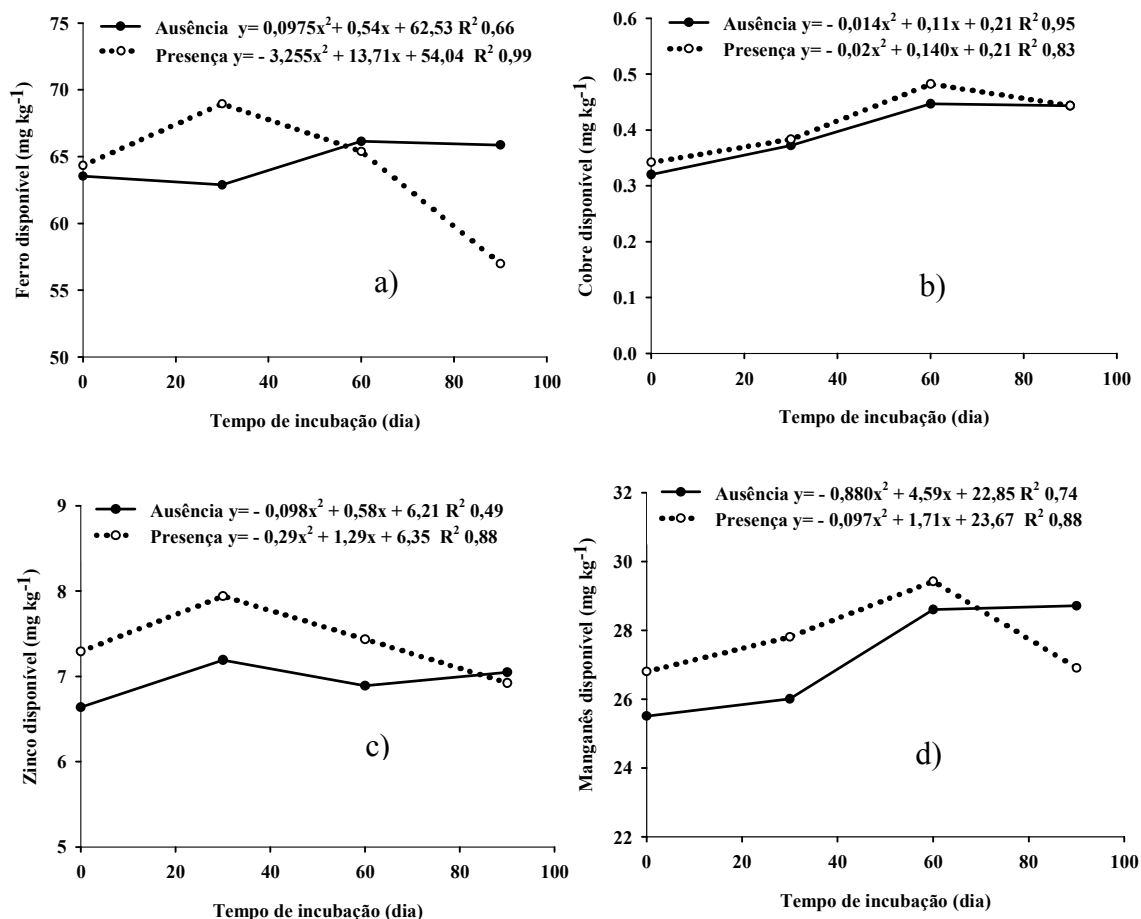 Ausência y= 0,0975x² + 0,54x + 62,53 R² 0,66
Presença y= - 3,255x² + 13,71x + 54,04 R² 0,99
75
70
65
60
55
50
Ferro disponível (mg kg⁻¹)
a)
0 20 40 60 80 100
Tempo de incubação (dia)
Ausência y= - 0,014x² + 0,11x + 0,21 R² 0,95
Presença y= - 0,02x² + 0,140x + 0,21 R² 0,83
0.6
0.5
0.4
0.3
0.2
0.1
0.0
Cobre disponível (mg kg⁻¹)
b)
0 20 40 60 80 100
Tempo de incubação (dia)
Ausência y= - 0,098x² + 0,58x + 6,21 R² 0,49
Presença y= - 0,29x² + 1,29x + 6,35 R² 0,88
9
8
7
6
5
Zinco disponível (mg kg⁻¹)
c)
0 20 40 60 80 100
Tempo de incubação (dia)
Ausência y= - 0,880x² + 4,59x + 22,85 R² 0,74
Presença y= - 0,097x² + 1,71x + 23,67 R² 0,88
32
30
28
26
24
22
Manganês disponível (mg kg⁻¹)
d)
0 20 40 60 80 100
Tempo de incubação (dia)